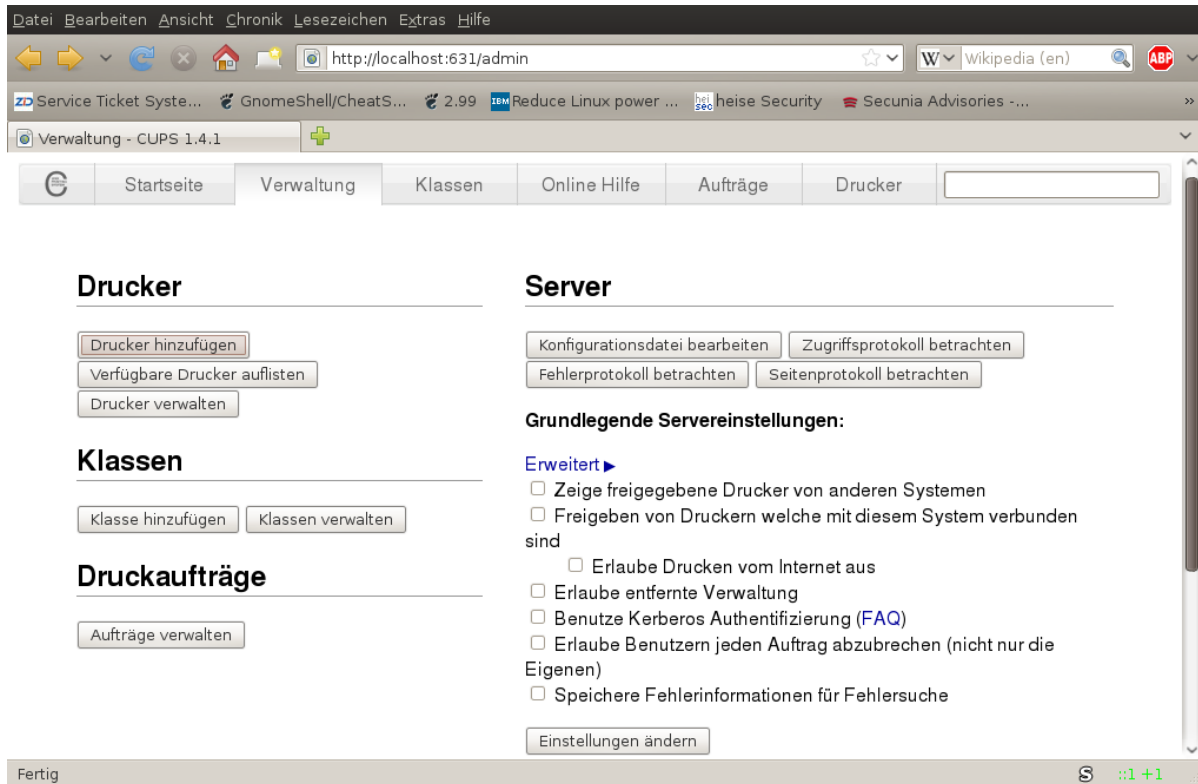 Datei Bearbeiten Ansicht Chronik Lesezeichen Extras Hilfe
http://localhost:631/admin W Wikipedia (en) ABP
ZD Service Ticket Syste... GnomeShell/CheatS... 2.99 IBM Reduce Linux power ... hei sec heise Security Secunia Advisories -... »
Verwaltung - CUPS 1.4.1
Startseite Verwaltung Klassen Online Hilfe Aufträge Drucker
Drucker
Drucker hinzufügen
Verfügbare Drucker auflisten
Drucker verwalten
Klassen
Klasse hinzufügen Klassen verwalten
Druckaufträge
Aufträge verwalten
Server
Konfigurationsdatei bearbeiten Zugriffsprotokoll betrachten
Fehlerprotokoll betrachten Seitenprotokoll betrachten
Grundlegende Servereinstellungen:
Erweitert ▶
Zeige freigegebene Drucker von anderen Systemen
Freigeben von Druckern welche mit diesem System verbunden
sind
Erlaube Drucken vom Internet aus
Erlaube entfernte Verwaltung
Benutze Kerberos Authentifizierung (FAQ)
Erlaube Benutzern jeden Auftrag abzubrechen (nicht nur die
Eigenen)
Speichere Fehlerinformationen für Fehlersuche
Einstellungen ändern
Fertig S ::1 +1